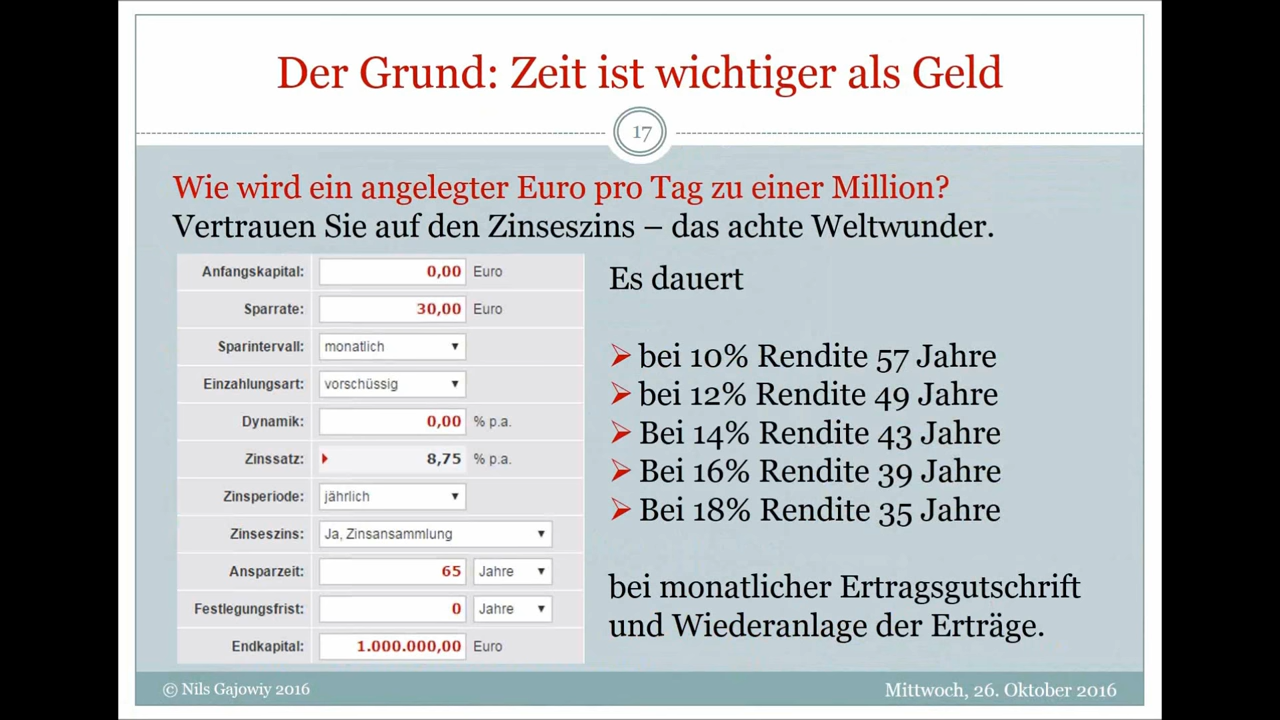 Der Grund: Zeit ist wichtiger als Geld
17
Wie wird ein angelegter Euro pro Tag zu einer Million?
Vertrauen Sie auf den Zinseszins – das achte Weltwunder.
Anfangskapital: 0,00 Euro
Sparrate: 30,00 Euro
Sparintervall: monatlich
Einzahlungsart: vorschüssig
Dynamik: 0,00 % p.a.
Zinssatz: 8,75 % p.a.
Zinsperiode: jährlich
Zinseszins: Ja, Zinsansammlung
Ansparzeit: 65 Jahre
Festlegungsfrist: 0 Jahre
Endkapital: 1.000.000,00 Euro
Es dauert
bei 10% Rendite 57 Jahre
bei 12% Rendite 49 Jahre
Bei 14% Rendite 43 Jahre
Bei 16% Rendite 39 Jahre
Bei 18% Rendite 35 Jahre
bei monatlicher Ertragsgutschrift
und Wiederanlage der Erträge.
© Nils Gajowiy 2016
Mittwoch, 26. Oktober 2016